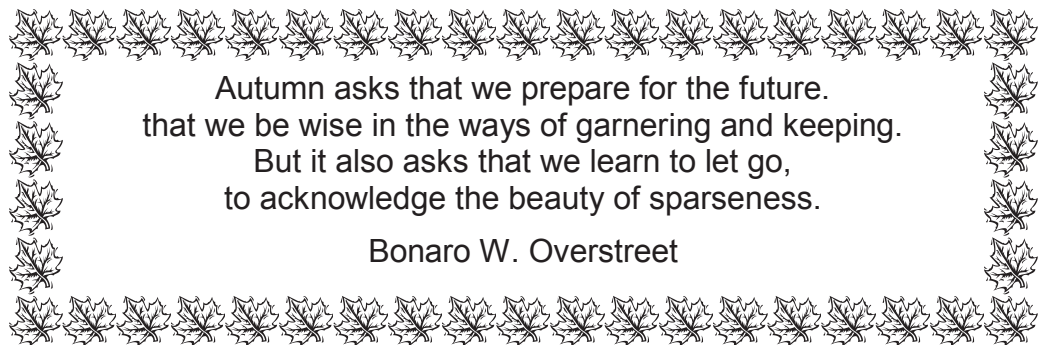 Autumn asks that we prepare for the future.
that we be wise in the ways of garnering and keeping.
But it also asks that we learn to let go,
to acknowledge the beauty of sparseness.
Bonaro W. Overstreet